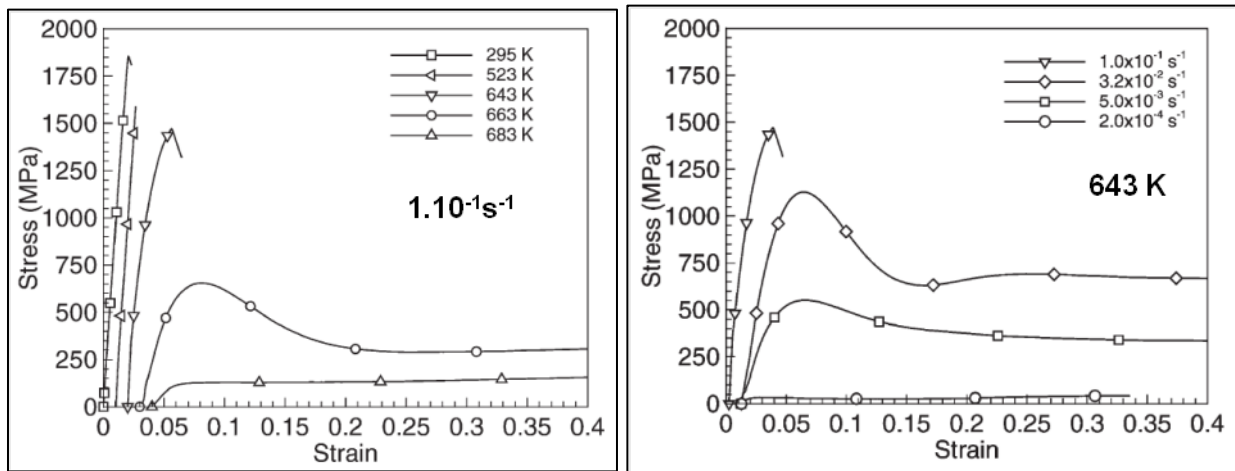 2000
1750
1500
1250
1000
750
500
250
0
Stress (MPa)
295 K
523 K
643 K
663 K
683 K
1.10⁻¹s⁻¹
0 0.05 0.1 0.15 0.2 0.25 0.3 0.35 0.4
Strain
2000
1750
1500
1250
1000
750
500
250
0
Stress (MPa)
1.0x10⁻¹ s⁻¹
3.2x10⁻² s⁻¹
5.0x10⁻³ s⁻¹
2.0x10⁻⁴ s⁻¹
643 K
0 0.05 0.1 0.15 0.2 0.25 0.3 0.35 0.4
Strain